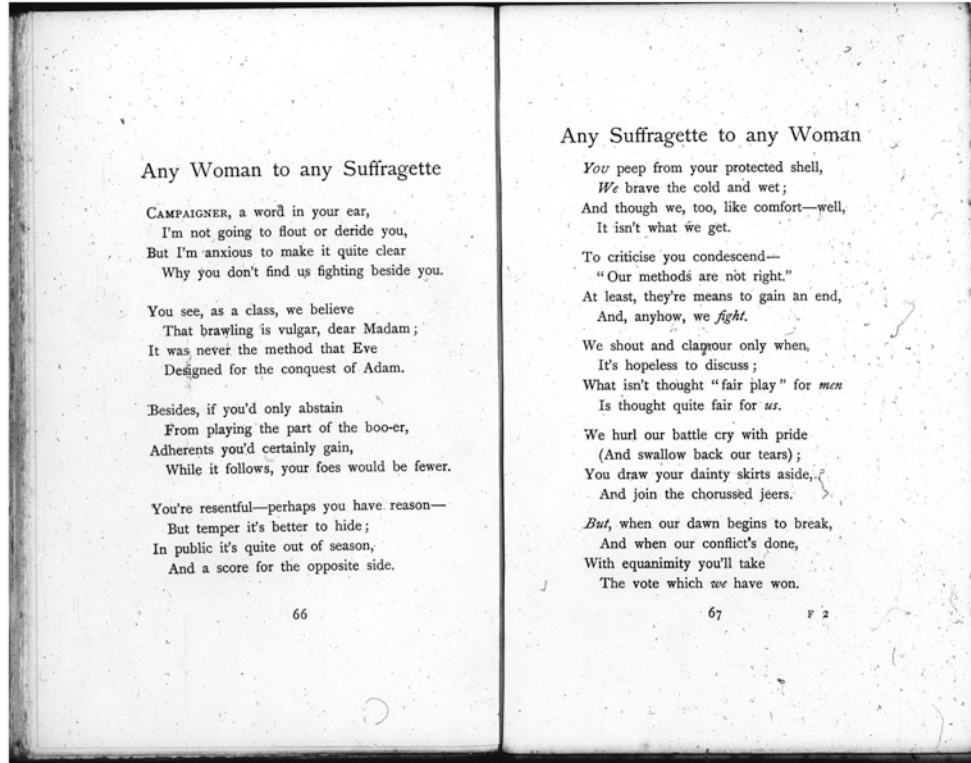 Any Woman to any Suffragette
CAMPAIGNER, a word in your ear,
I'm not going to flout or deride you,
But I'm anxious to make it quite clear
Why you don't find us fighting beside you.
You see, as a class, we believe
That brawling is vulgar, dear Madam;
It was never the method that Eve
Designed for the conquest of Adam.
Besides, if you'd only abstain
From playing the part of the boo-er,
Adherents you'd certainly gain,
While it follows, your foes would be fewer.
You're resentful—perhaps you have reason—
But temper it's better to hide;
In public it's quite out of season,
And a score for the opposite side.
66
Any Suffragette to any Woman
You peep from your protected shell,
We brave the cold and wet;
And though we, too, like comfort—well,
It isn't what we get.
To criticise you condescend—
"Our methods are not right."
At least, they're means to gain an end,
And, anyhow, we fight.
We shout and clamour only when
It's hopeless to discuss;
What isn't thought "fair play" for men
Is thought quite fair for us.
We hurl our battle cry with pride
(And swallow back our tears);
You draw your dainty skirts aside,
And join the chorussed jeers.
But, when our dawn begins to break,
And when our conflict's done,
With equanimity you'll take
The vote which we have won.
67 F 2